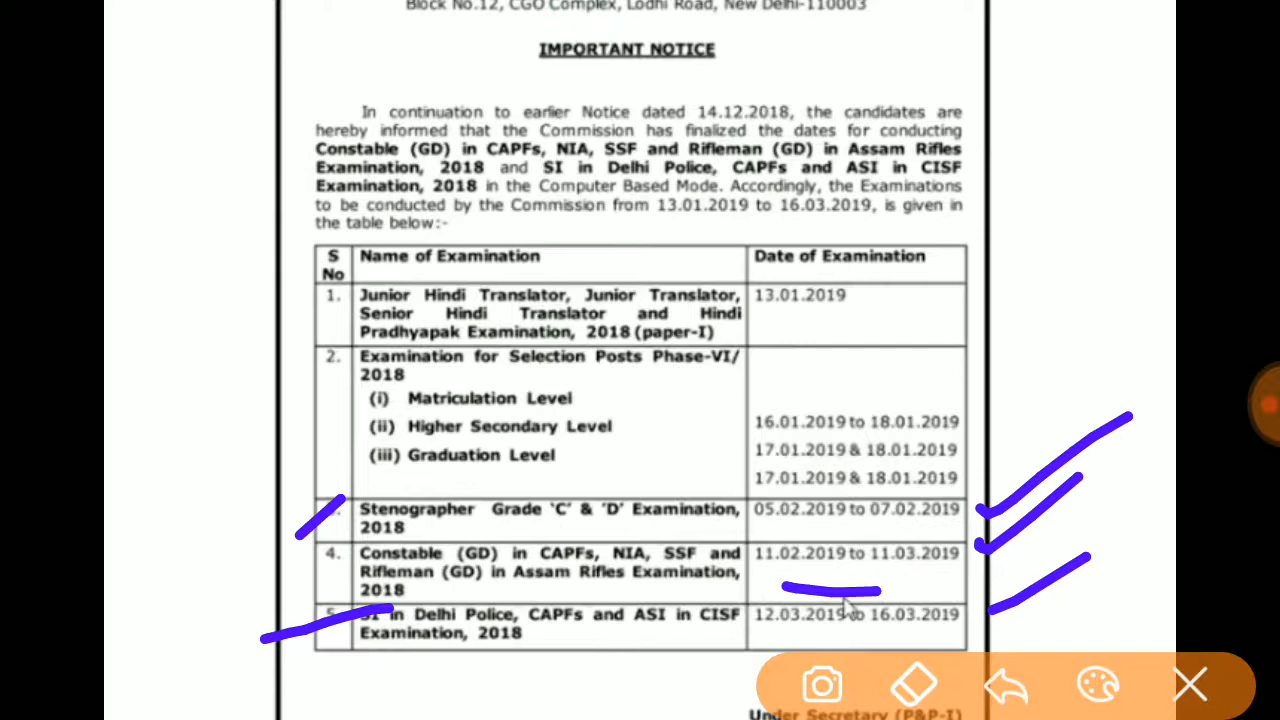 Block No.12, CGO Complex, Lodhi Road, New Delhi-110003
IMPORTANT NOTICE
In continuation to earlier Notice dated 14.12.2018, the candidates are
hereby informed that the Commission has finalized the dates for conducting
Constable (GD) in CAPFs, NIA, SSF and Rifleman (GD) in Assam Rifles
Examination, 2018 and SI in Delhi Police, CAPFs and ASI in CISF
Examination, 2018 in the Computer Based Mode. Accordingly, the Examinations
to be conducted by the Commission from 13.01.2019 to 16.03.2019, is given in
the table below:-
S No Name of Examination Date of Examination
1. Junior Hindi Translator, Junior Translator, 13.01.2019
Senior Hindi Translator and Hindi
Pradhyapak Examination, 2018 (paper-I)
2. Examination for Selection Posts Phase-VI/
2018
(i) Matriculation Level
16.01.2019 to 18.01.2019
(ii) Higher Secondary Level
17.01.2019 & 18.01.2019
(iii) Graduation Level
17.01.2019 & 18.01.2019
Stenographer Grade 'C' & 'D' Examination, 05.02.2019 to 07.02.2019
2018
4. Constable (GD) in CAPFs, NIA, SSF and 11.02.2019 to 11.03.2019
Rifleman (GD) in Assam Rifles Examination,
2018
5. SI in Delhi Police, CAPFs and ASI in CISF 12.03.2019 to 16.03.2019
Examination, 2018
Under Secretary (P&P-I)